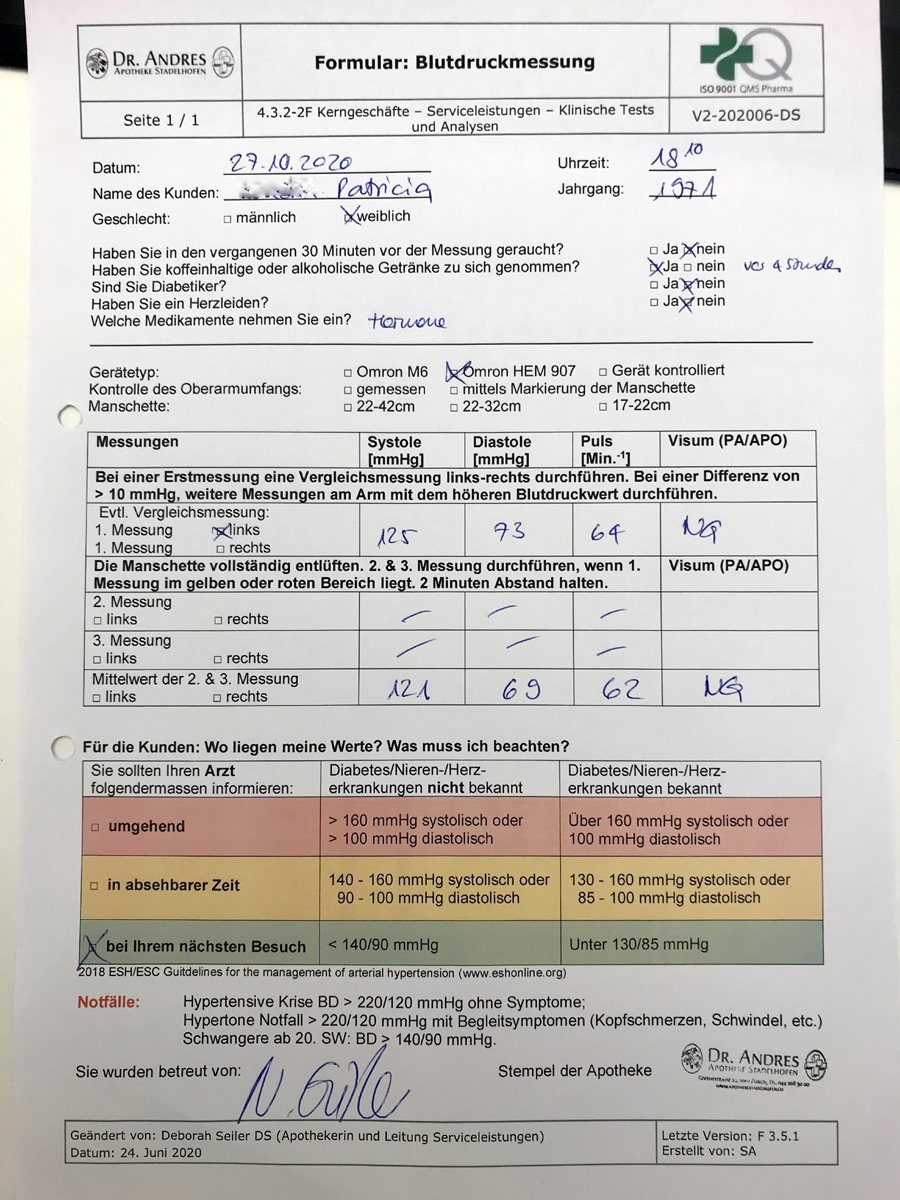 DR. ANDRES
APOTHEKE STADELHOFEN
Formular: Blutdruckmessung
ISO 9001 QMS Pharma
Seite 1 / 1
4.3.2-2F Kerngeschäfte – Serviceleistungen – Klinische Tests
und Analysen
V2-202006-DS
Datum: 27.10.2020 Uhrzeit: 18 10
Name des Kunden: Patricia Jahrgang: 1971
Geschlecht: □ männlich ☒ weiblich
Haben Sie in den vergangenen 30 Minuten vor der Messung geraucht? □ Ja ☒ nein
Haben Sie koffeinhaltige oder alkoholische Getränke zu sich genommen? ☒ Ja □ nein vor 4 Stunden
Sind Sie Diabetiker? □ Ja ☒ nein
Haben Sie ein Herzleiden? □ Ja ☒ nein
Welche Medikamente nehmen Sie ein? Hormone
Gerätetyp: □ Omron M6 ☒ Omron HEM 907 □ Gerät kontrolliert
Kontrolle des Oberarmumfangs: □ gemessen □ mittels Markierung der Manschette
Manschette: □ 22-42cm □ 22-32cm □ 17-22cm
Messungen Systole [mmHg] Diastole [mmHg] Puls [Min.-1] Visum (PA/APO)
Bei einer Erstmessung eine Vergleichsmessung links-rechts durchführen. Bei einer Differenz von
> 10 mmHg, weitere Messungen am Arm mit dem höheren Blutdruckwert durchführen.
Evtl. Vergleichsmessung:
1. Messung ☒ links 125 73 64 NG
1. Messung □ rechts
Die Manschette vollständig entlüften. 2. & 3. Messung durchführen, wenn 1. Visum (PA/APO)
Messung im gelben oder roten Bereich liegt. 2 Minuten Abstand halten.
2. Messung
□ links □ rechts – – –
3. Messung
□ links □ rechts – – –
Mittelwert der 2. & 3. Messung 121 69 62 NG
□ links □ rechts
Für die Kunden: Wo liegen meine Werte? Was muss ich beachten?
Sie sollten Ihren Arzt folgendermassen informieren:
Diabetes/Nieren-/Herz-
erkrankungen nicht bekannt
Diabetes/Nieren-/Herz-
erkrankungen bekannt
□ umgehend
> 160 mmHg systolisch oder
> 100 mmHg diastolisch
Über 160 mmHg systolisch oder
100 mmHg diastolisch
□ in absehbarer Zeit
140 - 160 mmHg systolisch oder
90 - 100 mmHg diastolisch
130 - 160 mmHg systolisch oder
85 - 100 mmHg diastolisch
☒ bei Ihrem nächsten Besuch < 140/90 mmHg Unter 130/85 mmHg
2018 ESH/ESC Guitdelines for the management of arterial hypertension (www.eshonline.org)
Notfälle: Hypertensive Krise BD > 220/120 mmHg ohne Symptome;
Hypertone Notfall > 220/120 mmHg mit Begleitsymptomen (Kopfschmerzen, Schwindel, etc.)
Schwangere ab 20. SW: BD > 140/90 mmHg.
Sie wurden betreut von: Stempel der Apotheke
DR. ANDRES
APOTHEKE STADELHOFEN
Geändert von: Deborah Seiler DS (Apothekerin und Leitung Serviceleistungen)
Datum: 24. Juni 2020
Letzte Version: F 3.5.1
Erstellt von: SA